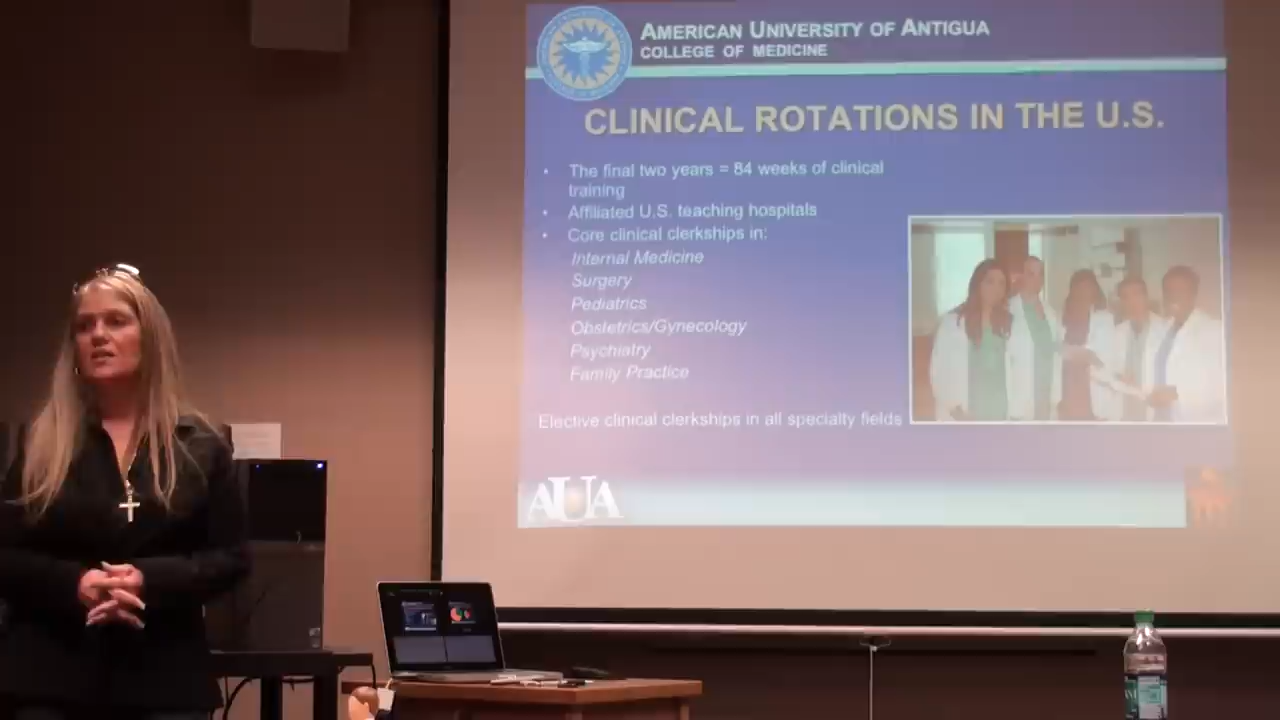 AMERICAN UNIVERSITY OF ANTIGUA
COLLEGE OF MEDICINE
CLINICAL ROTATIONS IN THE U.S.
• The final two years = 84 weeks of clinical
training
• Affiliated U.S. teaching hospitals
• Core clinical clerkships in:
Internal Medicine
Surgery
Pediatrics
Obstetrics/Gynecology
Psychiatry
Family Practice
Elective clinical clerkships in all specialty fields
AUA